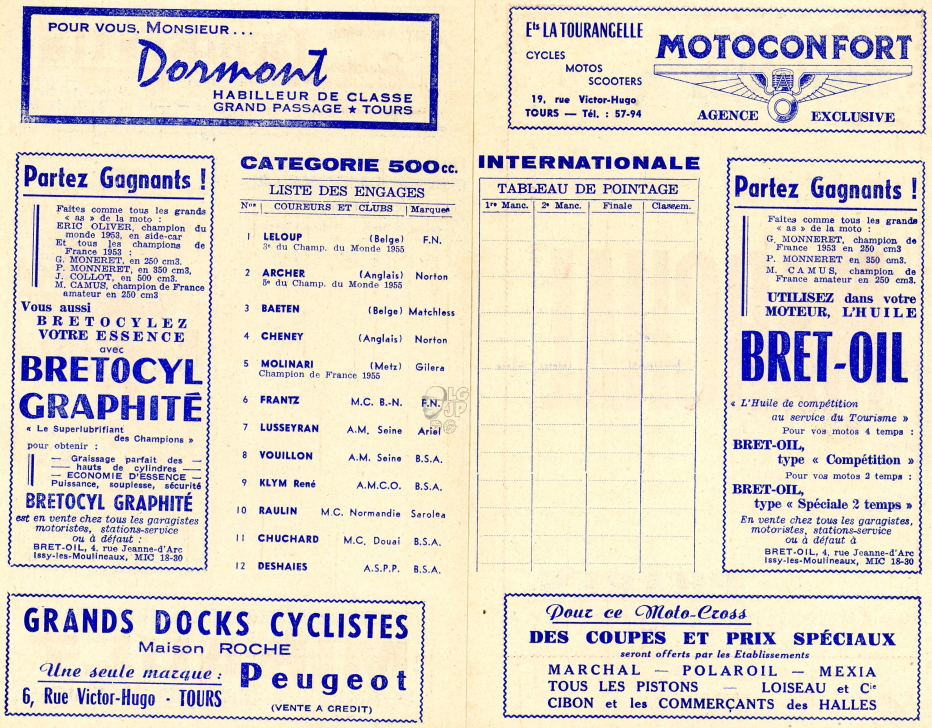 POUR VOUS, MONSIEUR...
Dormont
HABILLEUR DE CLASSE
GRAND PASSAGE ★ TOURS
Ets LA TOURANGELLE
CYCLES
MOTOS
SCOOTERS
19, rue Victor-Hugo
TOURS — Tél. : 57-94
MOTOCONFORT
AGENCE EXCLUSIVE
Partez Gagnants !
Faites comme tous les grands
« as » de la moto :
ERIC OLIVER, champion du
monde 1953, en side-car
Et tous les champions de
France 1953 :
G. MONERET, en 250 cm3.
P. MONNERET, en 350 cm3,
J. COLLOT, en 500 cm3.
M. CAMUS, champion de France
amateur en 250 cm3
Vous aussi
BRETOCYLEZ
VOTRE ESSENCE
avec
BRETOCYL
GRAPHITÉ
« Le Superlubrifiant
des Champions »
pour obtenir :
— Graissage parfait des —
— hauts de cylindres —
— ECONOMIE D'ESSENCE —
Puissance, souplesse, sécurité
BRETOCYL GRAPHITÉ
est en vente chez tous les garagistes
motoristes, stations-service
ou à défaut :
BRET-OIL, 4, rue Jeanne-d'Arc
Issy-les-Moulineaux, MIC 18-30
CATEGORIE 500cc.
LISTE DES ENGAGES
Nos COUREURS ET CLUBS Marques
1 LELOUP (Belge) F.N.
3e du Champ. du Monde 1955
2 ARCHER (Anglais) Norton
5e du Champ. du Monde 1955
3 BAETEN (Belge) Matchless
4 CHENEY (Anglais) Norton
5 MOLINARI (Metz) Gilera
Champion de France 1955
6 FRANTZ M.C. B.-N. F.N.
7 LUSSEYRAN A.M. Seine Ariel
8 VOUILLON A.M. Seine B.S.A.
9 KLYM René A.M.C.O. B.S.A.
10 RAULIN M.C. Normandie Sarolea
11 CHUCHARD M.C. Douai B.S.A.
12 DESHAIES A.S.P.P. B.S.A.
LG
JP
INTERNATIONALE
TABLEAU DE POINTAGE
1re Manc. 2e Manc. Finale Classem.
Partez Gagnants !
Faites comme tous les grands
« as » de la moto :
G. MONNERET, champion de
France 1953 en 250 cm3
P. MONNERET en 350 cm3,
M. CAMUS, champion de
France amateur en 250 cm3.
UTILISEZ dans votre
MOTEUR, L'HUILE
BRET-OIL
« L'Huile de compétition
au service du Tourisme »
Pour vos motos 4 temps :
BRET-OIL,
type « Compétition »
Pour vos motos 2 temps :
BRET-OIL,
type « Spéciale 2 temps »
En vente chez tous les garagistes,
motoristes, stations-service
ou à défaut à
BRET-OIL, 4, rue Jeanne-d'Arc
Issy-les-Moulineaux, MIC 18-30
GRANDS DOCKS CYCLISTES
Maison ROCHE
Une seule marque : Peugeot
6, Rue Victor-Hugo - TOURS
(VENTE A CREDIT)
Pour ce Moto-Cross
DES COUPES ET PRIX SPÉCIAUX
seront offerts par les Etablissements
MARCHAL — POLAROIL — MEXIA
TOUS LES PISTONS — LOISEAU et Cie
CIBON et les COMMERÇANTS des HALLES